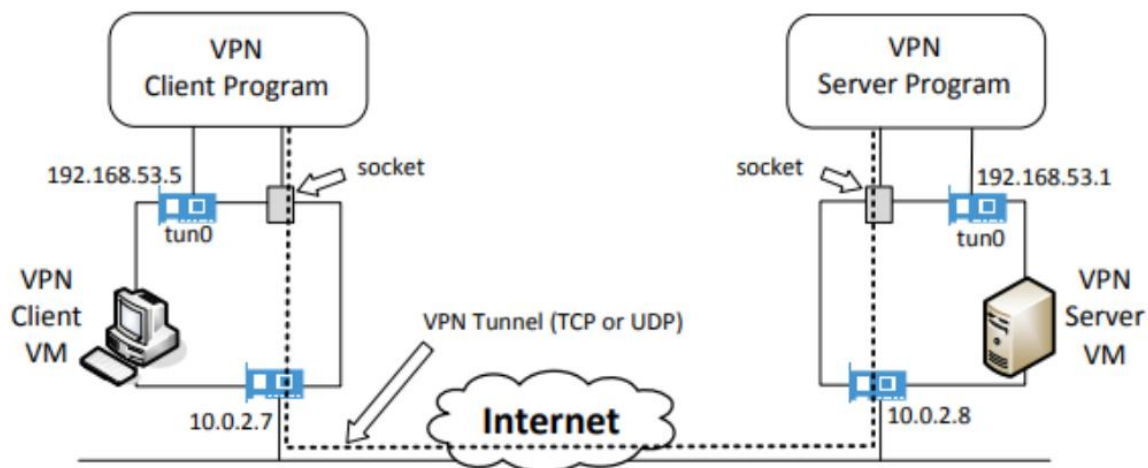 VPN
Client Program
VPN
Server Program
socket
socket
192.168.53.5
192.168.53.1
tun0
tun0
VPN
Client
VM
VPN
Server
VM
VPN Tunnel (TCP or UDP)
10.0.2.7
Internet
10.0.2.8